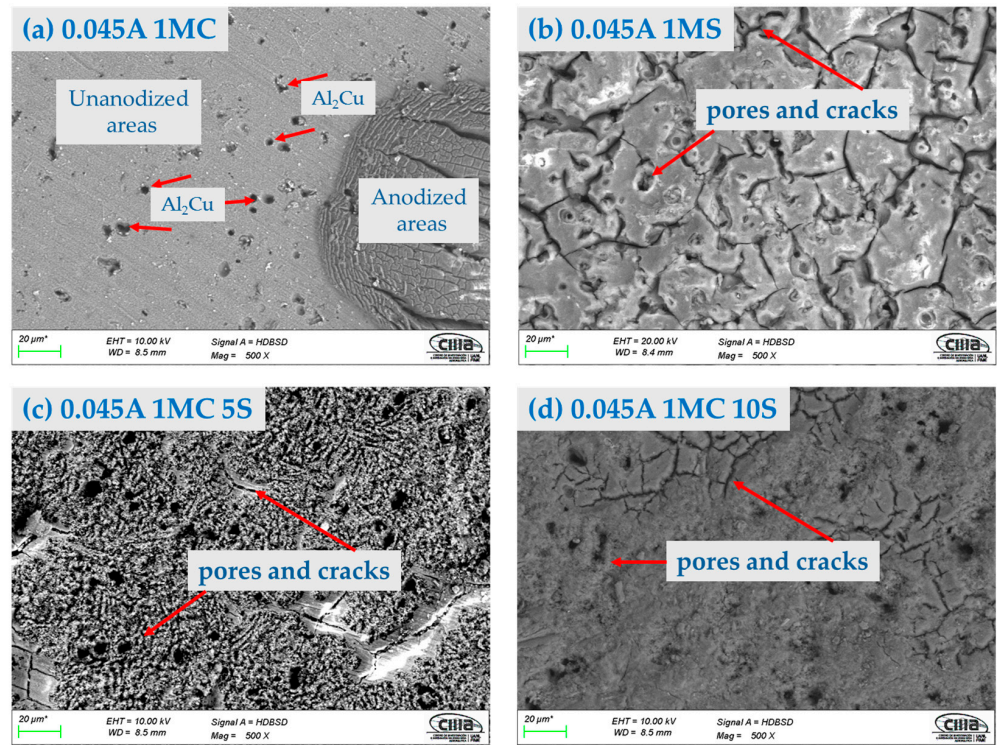 (a) 0.045A 1MC
Unanodized
areas
Al₂Cu
Al₂Cu
Anodized
areas
20 µm*
EHT = 10.00 kV
WD = 8.5 mm
Signal A = HDBSD
Mag = 500 X
ciiia
(b) 0.045A 1MS
pores and cracks
20 µm*
EHT = 20.00 kV
WD = 8.4 mm
Signal A = HDBSD
Mag = 500 X
ciiia
(c) 0.045A 1MC 5S
pores and cracks
20 µm*
EHT = 10.00 kV
WD = 8.5 mm
Signal A = HDBSD
Mag = 500 X
ciiia
(d) 0.045A 1MC 10S
pores and cracks
20 µm*
EHT = 10.00 kV
WD = 8.5 mm
Signal A = HDBSD
Mag = 500 X
ciiia